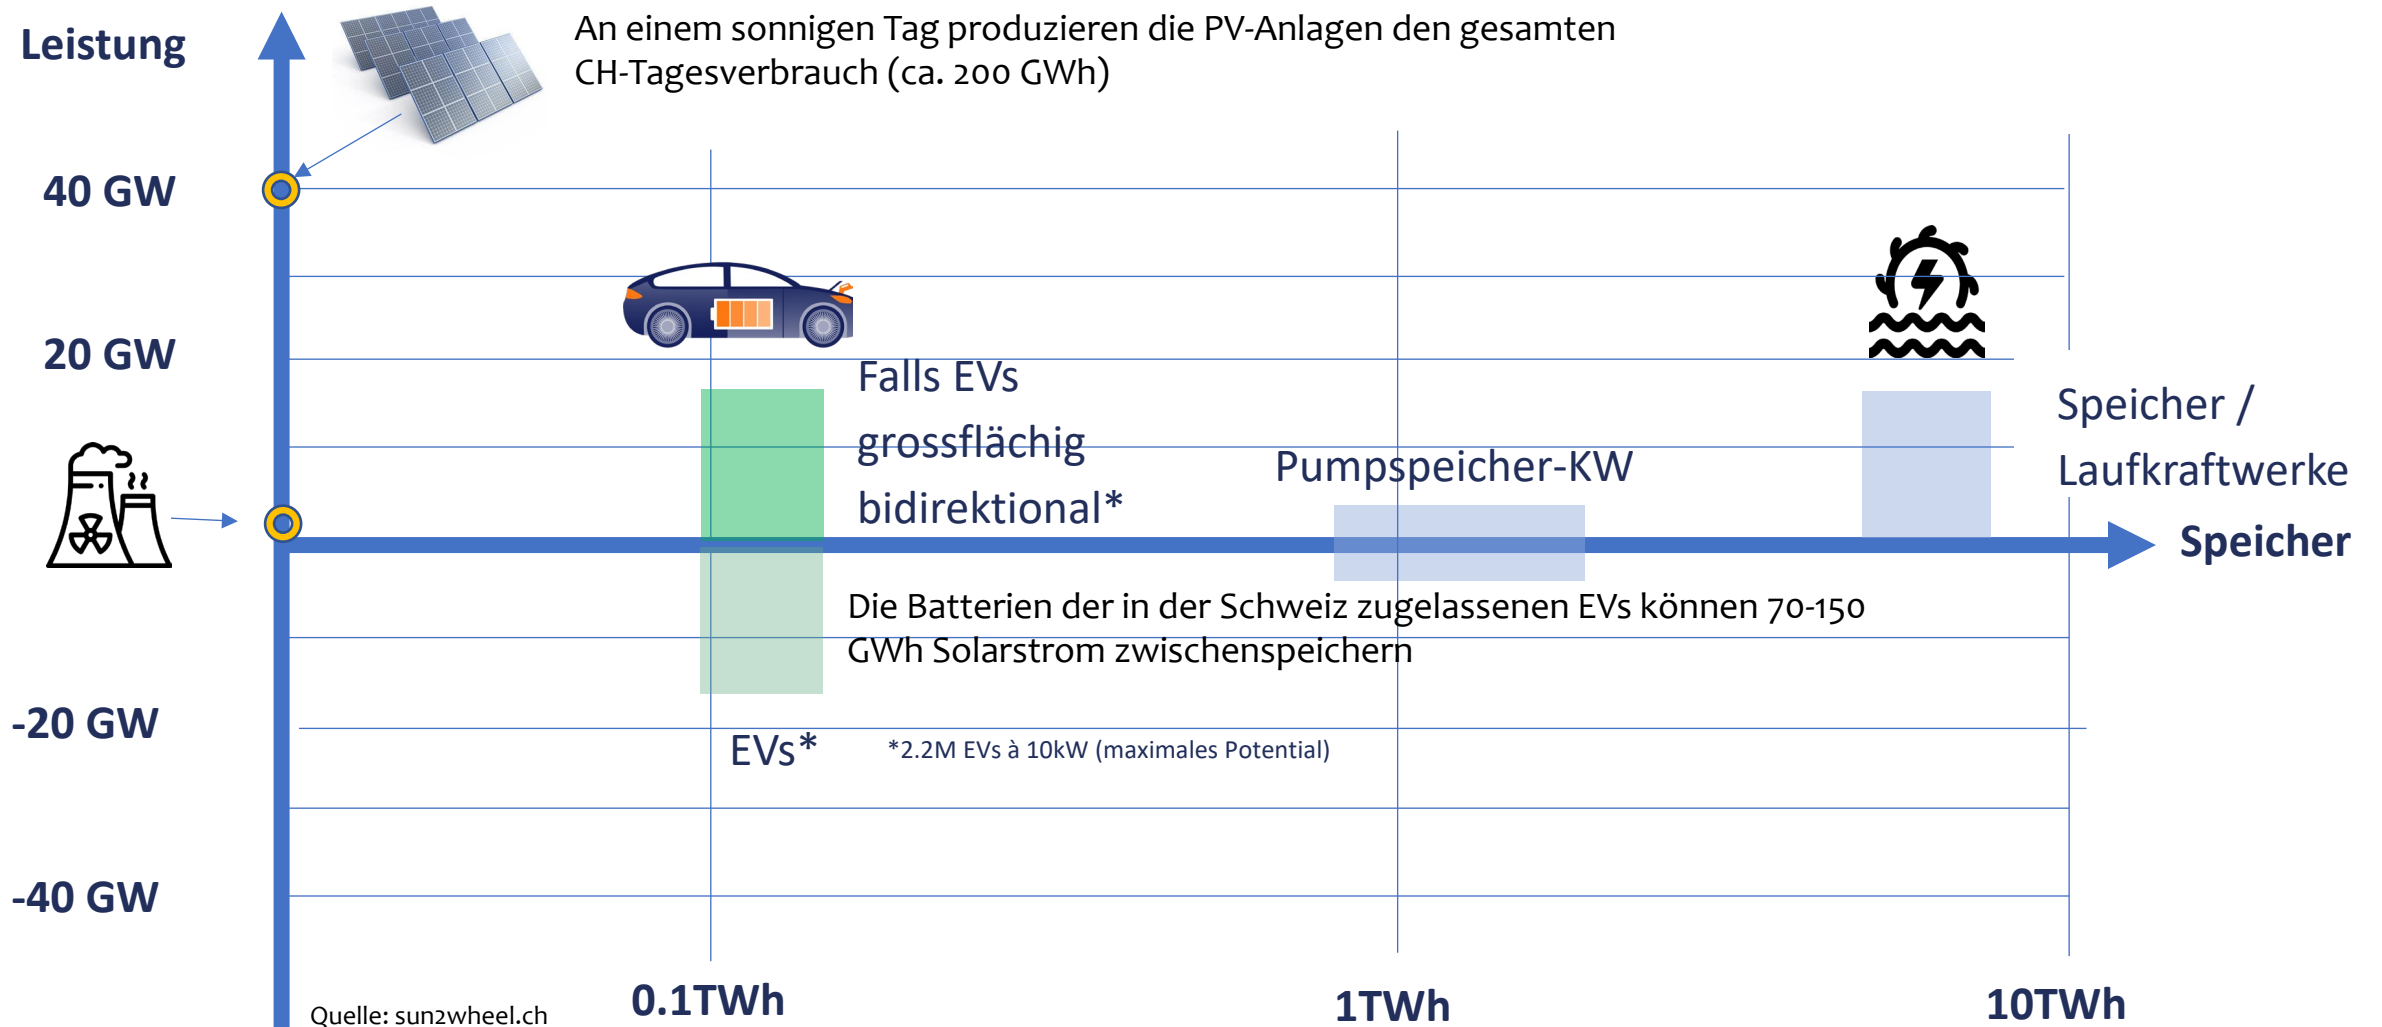 Leistung
An einem sonnigen Tag produzieren die PV-Anlagen den gesamten
CH-Tagesverbrauch (ca. 200 GWh)
40 GW
20 GW
Falls EVs
grossflächig
bidirektional*
Pumpspeicher-KW
Speicher /
Laufkraftwerke
Speicher
Die Batterien der in der Schweiz zugelassenen EVs können 70-150
GWh Solarstrom zwischenspeichern
-20 GW
EVs*
*2.2M EVs à 10kW (maximales Potential)
-40 GW
0.1TWh
1TWh
10TWh
Quelle: sun2wheel.ch